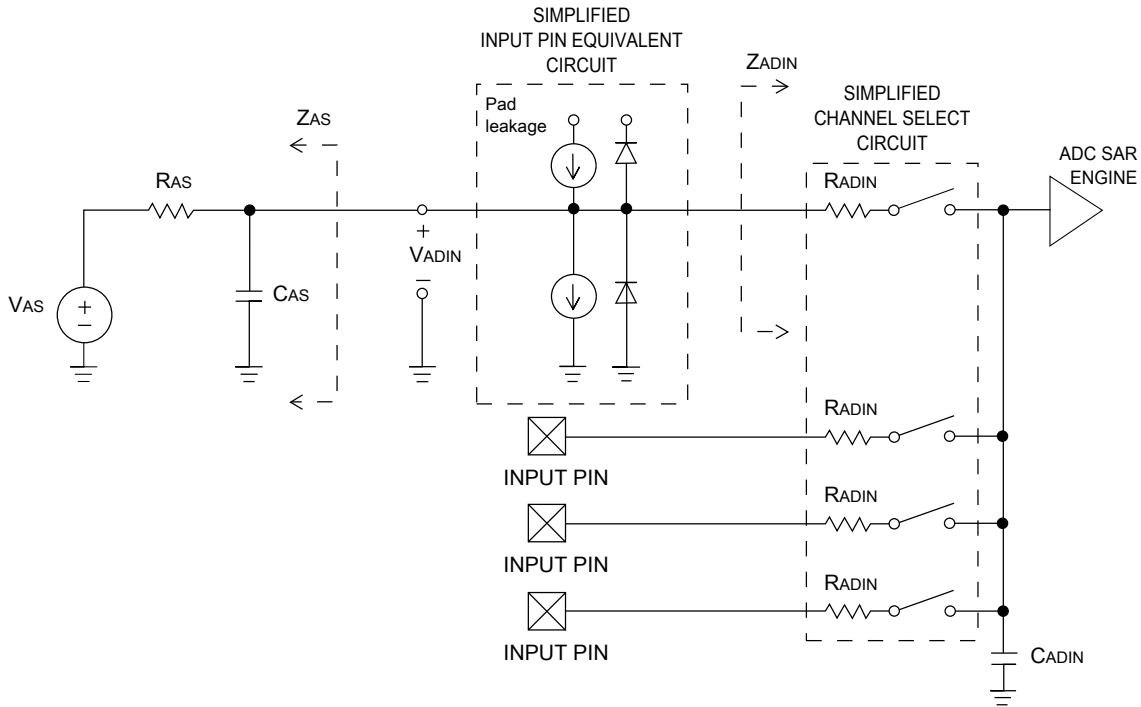 SIMPLIFIED
INPUT PIN EQUIVALENT
CIRCUIT
ZADIN
SIMPLIFIED
CHANNEL SELECT
CIRCUIT
Pad
leakage
ZAS
ADC SAR
ENGINE
RAS
RADIN
+
VADIN
–
VAS
+
–
CAS
RADIN
INPUT PIN
RADIN
INPUT PIN
RADIN
INPUT PIN
CADIN